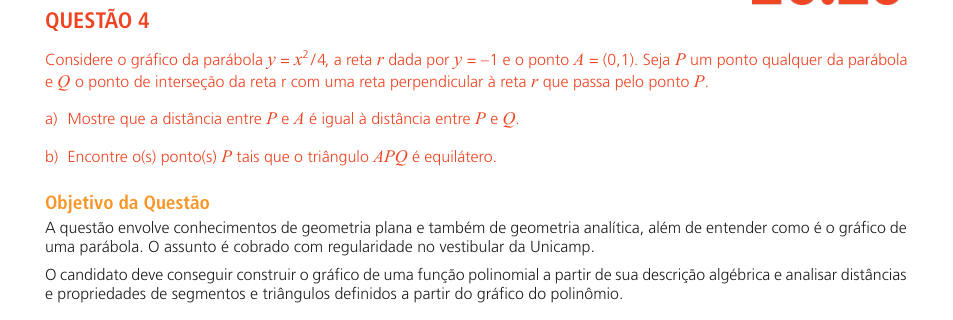 QUESTÃO 4
Considere o gráfico da parábola y = x²/4, a reta r dada por y = –1 e o ponto A = (0,1). Seja P um ponto qualquer da parábola
e Q o ponto de interseção da reta r com uma reta perpendicular à reta r que passa pelo ponto P.
a) Mostre que a distância entre P e A é igual à distância entre P e Q.
b) Encontre o(s) ponto(s) P tais que o triângulo APQ é equilátero.
Objetivo da Questão
A questão envolve conhecimentos de geometria plana e também de geometria analítica, além de entender como é o gráfico de
uma parábola. O assunto é cobrado com regularidade no vestibular da Unicamp.
O candidato deve conseguir construir o gráfico de uma função polinomial a partir de sua descrição algébrica e analisar distâncias
e propriedades de segmentos e triângulos definidos a partir do gráfico do polinômio.